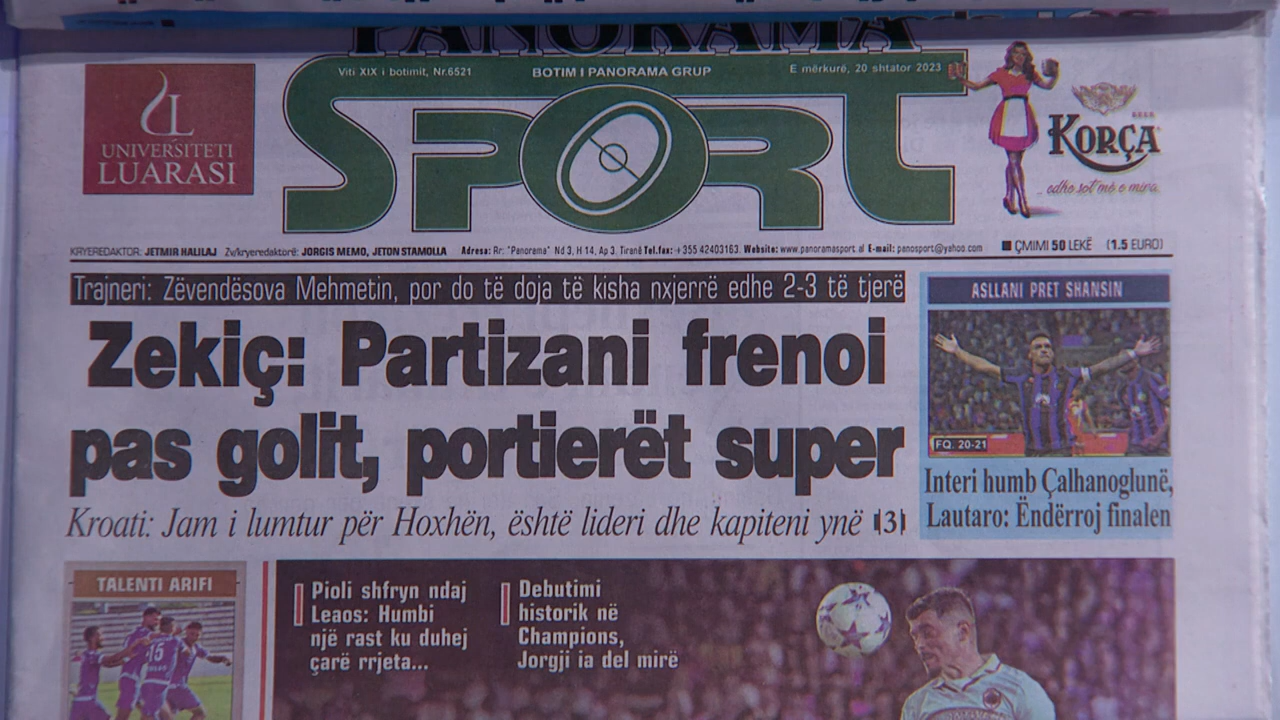 PANORAMA
Viti XIX i botimit, Nr.6521
BOTIM I PANORAMA GRUP
E mërkurë, 20 shtator 2023
SPORT
UL
UNIVERSITETI
LUARASI
BEER
KORÇA
... edhe sot më e mira.
KRYEREDAKTOR: JETMIR HALILAJ Zv/kryeredaktorë: JORGIS MEMO, JETON STAMOLLA Adresa: Rr: "Panorama" Nd 3, H 14, Ap 3. Tiranë Tel.fax: +355 42403163. Website: www.panoramasport.al E-mail: panosport@yahoo.com ÇMIMI 50 LEKË (1.5 EURO)
Trajneri: Zëvendësova Mehmetin, por do të doja të kisha nxjerrë edhe 2-3 të tjerë
Zekiç: Partizani frenoi
pas golit, portierët super
Kroati: Jam i lumtur për Hoxhën, është lideri dhe kapiteni ynë 3
ASLLANI PRET SHANSIN
FQ. 20-21
Interi humb Çalhanoglunë,
Lautaro: Ëndërroj finalen
TALENTI ARIFI
15
Pioli shfryn ndaj
Leaos: Humbi
një rast ku duhej
çarë rrjeta...
Debutimi
historik në
Champions,
Jorgji ia del mirë